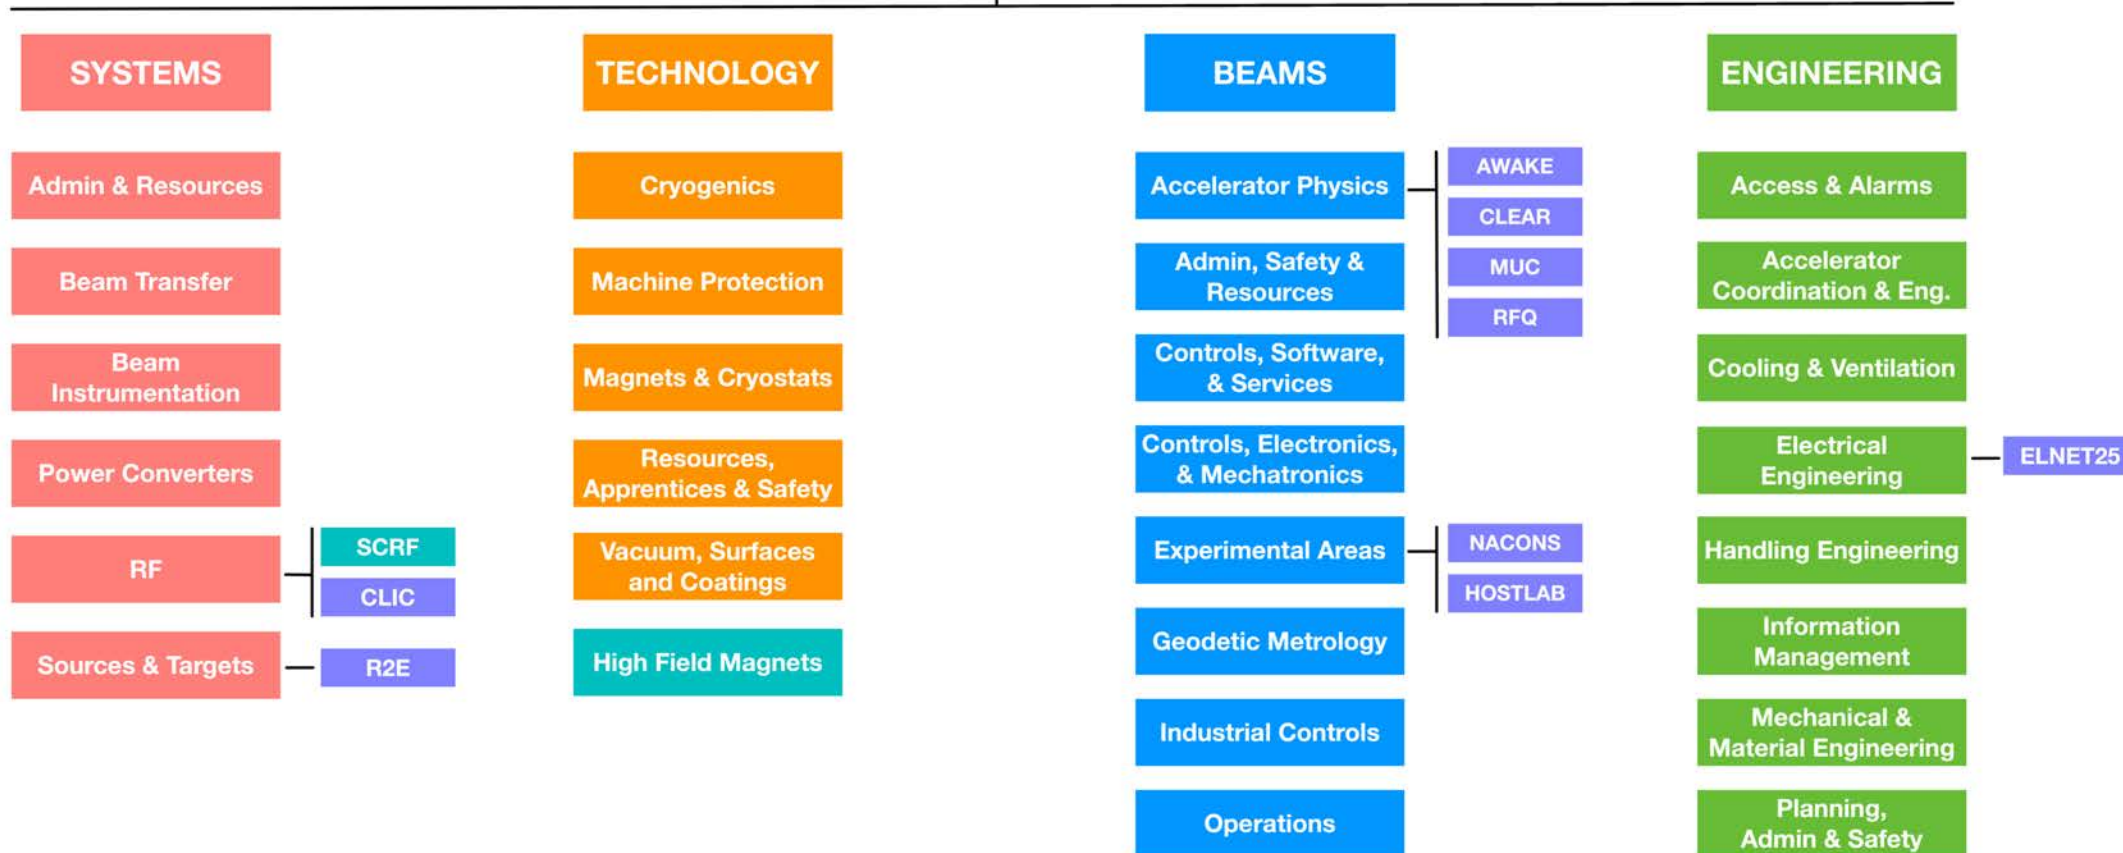 SYSTEMS
Admin & Resources
Beam Transfer
Beam
Instrumentation
Power Converters
RF
SCRF
CLIC
Sources & Targets
R2E
TECHNOLOGY
Cryogenics
Machine Protection
Magnets & Cryostats
Resources,
Apprentices & Safety
Vacuum, Surfaces
and Coatings
High Field Magnets
BEAMS
Accelerator Physics
AWAKE
CLEAR
MUC
RFQ
Admin, Safety &
Resources
Controls, Software,
& Services
Controls, Electronics,
& Mechatronics
Experimental Areas
NACONS
HOSTLAB
Geodetic Metrology
Industrial Controls
Operations
ENGINEERING
Access & Alarms
Accelerator
Coordination & Eng.
Cooling & Ventilation
Electrical
Engineering
ELNET25
Handling Engineering
Information
Management
Mechanical &
Material Engineering
Planning,
Admin & Safety